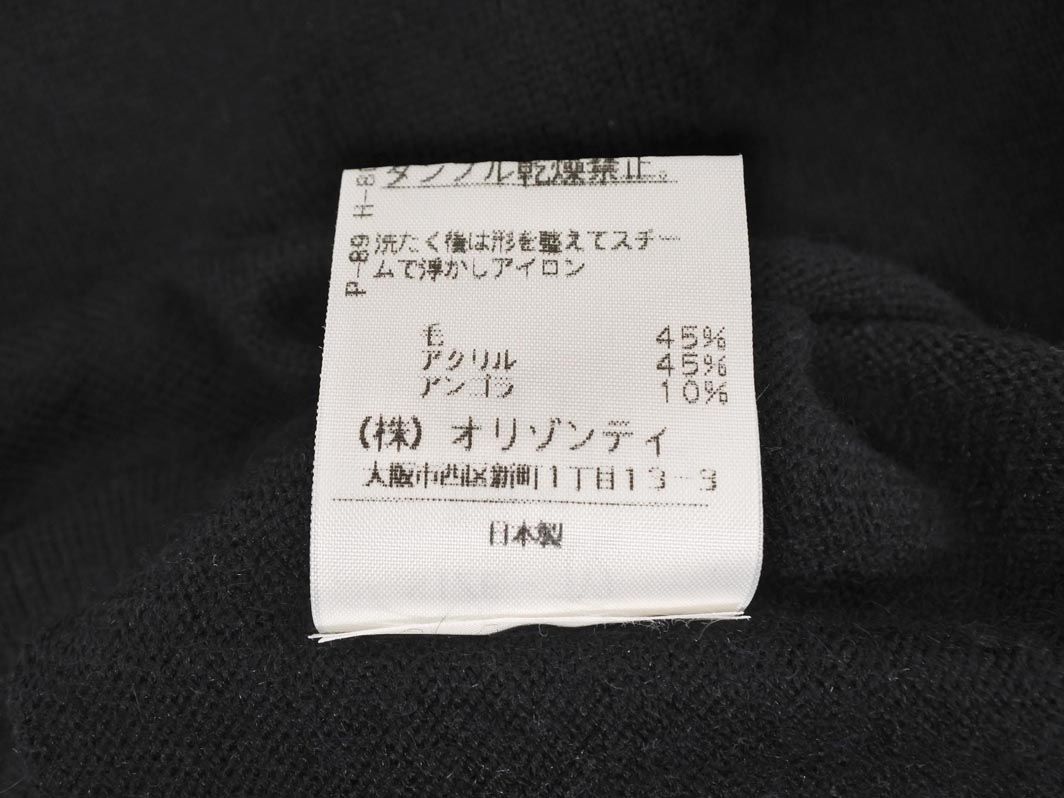 タンブル乾燥禁止。
洗たく後は形を整えてスチー
ムで浮かしアイロン
P-89 H-8
毛 45%
アクリル 45%
アンゴラ 10%
(株) オリゾンティ
大阪市西区新町1丁目13-3
日本製